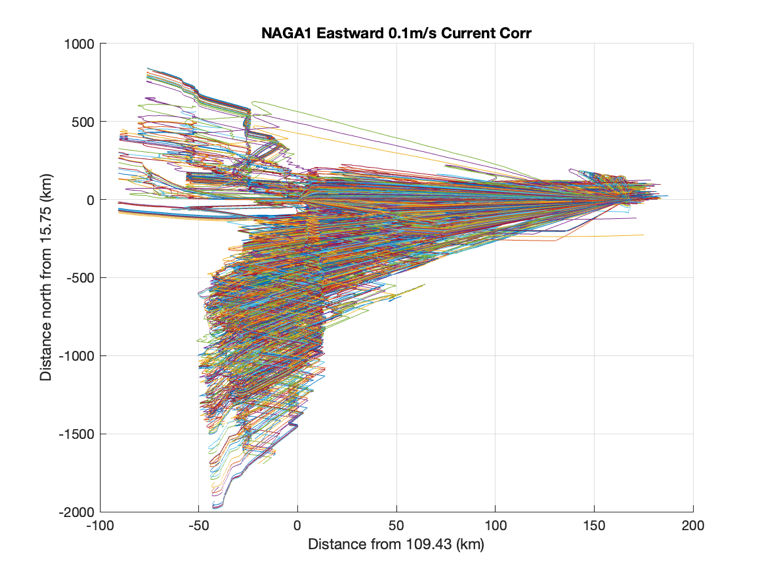 NAGA1 Eastward 0.1m/s Current Corr
1000
500
0
-500
-1000
-1500
-2000
Distance north from 15.75 (km)
-100 -50 0 50 100 150 200
Distance from 109.43 (km)